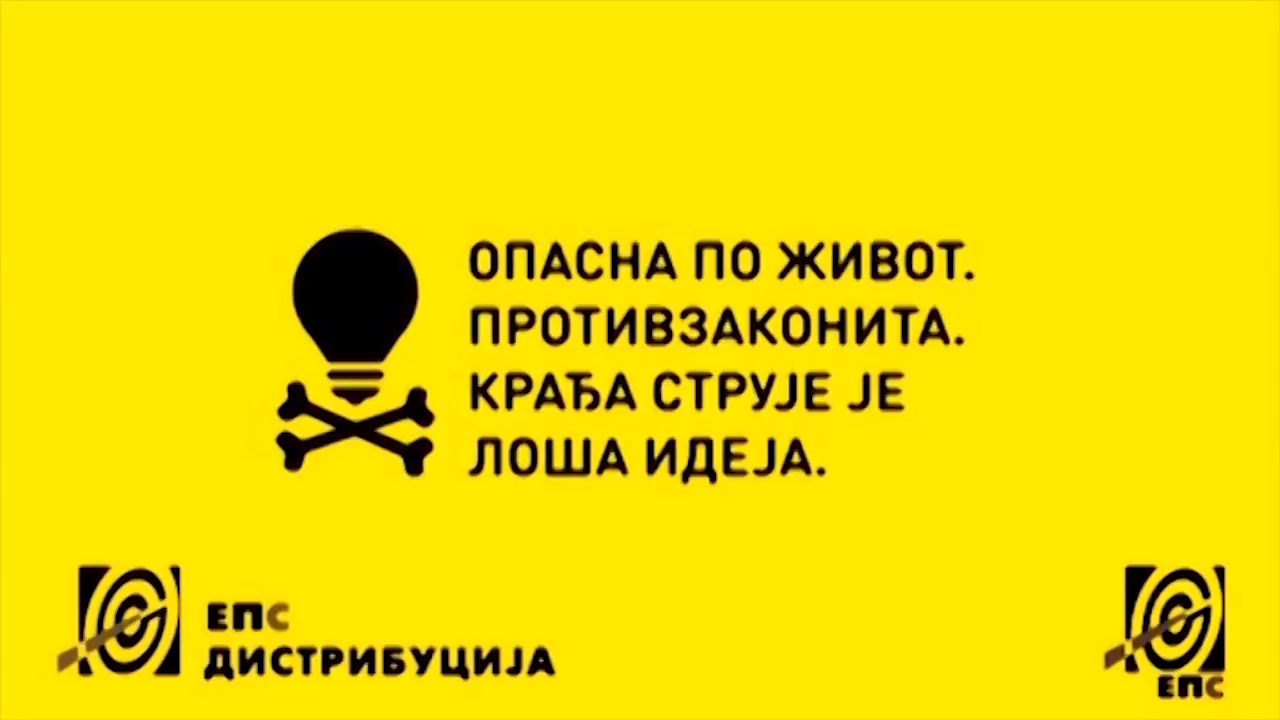 ОПАСНА ПО ЖИВОТ.
ПРОТИВЗАКОНИТА.
КРАЂА СТРУЈЕ ЈЕ
ЛОША ИДЕЈА.
ЕПС
ДИСТРИБУЦИЈА
ЕПС